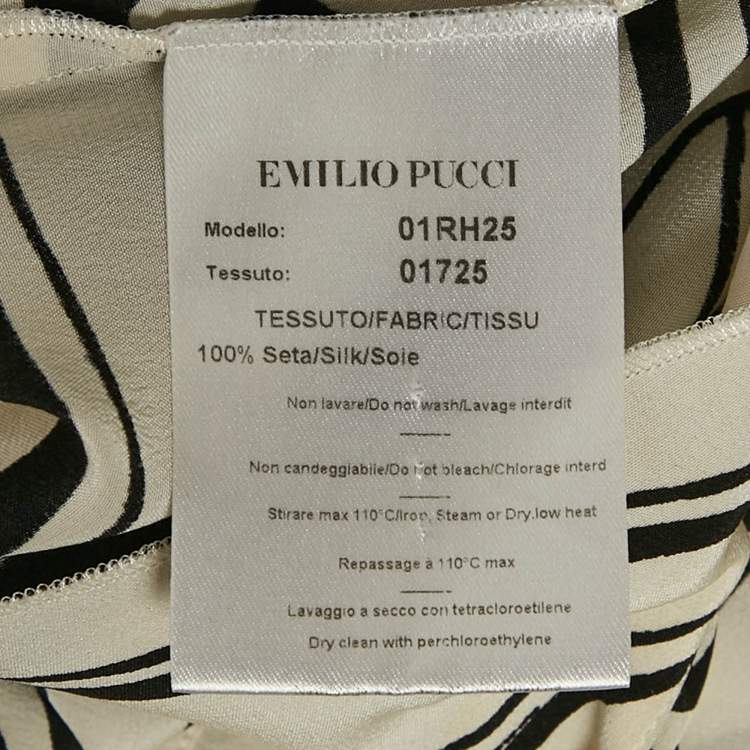 EMILIO PUCCI
Modello: 01RH25
Tessuto: 01725
TESSUTO/FABRIC/TISSU
100% Seta/Silk/Soie
Non lavare/Do not wash/Lavage interdit
Non candeggiabile/Do not bleach/Chlorage interd
Stirare max 110°C/Iron, Steam or Dry, low heat
Repassage à 110°C max
Lavaggio a secco con tetracloroetilene
Dry clean with perchloroethylene